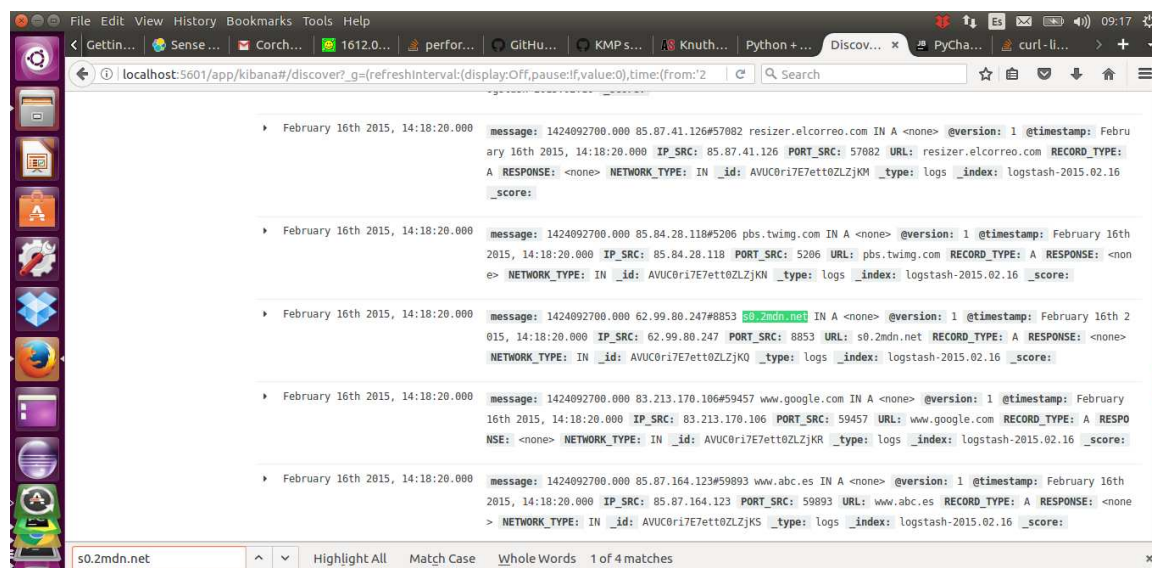 File Edit View History Bookmarks Tools Help
Es 09:17
Gettin... Sense ... Corch... 1612.0... perfor... GitHu... KMP s... Knuth... Python + ... Discov... × PyCha... curl - li...
localhost:5601/app/kibana#/discover?_g=(refreshInterval:(display:Off,pause:!f,value:0),time:(from:'2 Search
February 16th 2015, 14:18:20.000 message: 1424092700.000 85.87.41.126#57082 resizer.elcorreo.com IN A <none> @version: 1 @timestamp: Febru
ary 16th 2015, 14:18:20.000 IP_SRC: 85.87.41.126 PORT_SRC: 57082 URL: resizer.elcorreo.com RECORD_TYPE:
A RESPONSE: <none> NETWORK_TYPE: IN _id: AVUC0ri7E7ett0ZLZjKM _type: logs _index: logstash-2015.02.16
_score:
February 16th 2015, 14:18:20.000 message: 1424092700.000 85.84.28.118#5206 pbs.twimg.com IN A <none> @version: 1 @timestamp: February 16th
2015, 14:18:20.000 IP_SRC: 85.84.28.118 PORT_SRC: 5206 URL: pbs.twimg.com RECORD_TYPE: A RESPONSE: <non
e> NETWORK_TYPE: IN _id: AVUC0ri7E7ett0ZLZjKN _type: logs _index: logstash-2015.02.16 _score:
February 16th 2015, 14:18:20.000 message: 1424092700.000 62.99.80.247#8853 s0.2mdn.net IN A <none> @version: 1 @timestamp: February 16th 2
015, 14:18:20.000 IP_SRC: 62.99.80.247 PORT_SRC: 8853 URL: s0.2mdn.net RECORD_TYPE: A RESPONSE: <none>
NETWORK_TYPE: IN _id: AVUC0ri7E7ett0ZLZjKQ _type: logs _index: logstash-2015.02.16 _score:
February 16th 2015, 14:18:20.000 message: 1424092700.000 83.213.170.106#59457 www.google.com IN A <none> @version: 1 @timestamp: February
16th 2015, 14:18:20.000 IP_SRC: 83.213.170.106 PORT_SRC: 59457 URL: www.google.com RECORD_TYPE: A RESPO
NSE: <none> NETWORK_TYPE: IN _id: AVUC0ri7E7ett0ZLZjKR _type: logs _index: logstash-2015.02.16 _score:
February 16th 2015, 14:18:20.000 message: 1424092700.000 85.87.164.123#59893 www.abc.es IN A <none> @version: 1 @timestamp: February 16th
2015, 14:18:20.000 IP_SRC: 85.87.164.123 PORT_SRC: 59893 URL: www.abc.es RECORD_TYPE: A RESPONSE: <none
> NETWORK_TYPE: IN _id: AVUC0ri7E7ett0ZLZjKS _type: logs _index: logstash-2015.02.16 _score:
s0.2mdn.net Highlight All Match Case Whole Words 1 of 4 matches